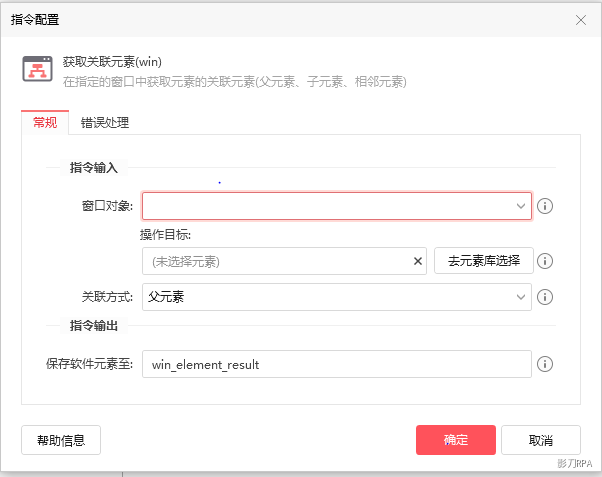 指令配置
获取关联元素(win)
在指定的窗口中获取元素的关联元素(父元素、子元素、相邻元素)
常规 错误处理
指令输入
窗口对象:
操作目标:
(未选择元素) 去元素库选择
关联方式: 父元素
指令输出
保存软件元素至: win_element_result
帮助信息 确定 取消
影刀RPA